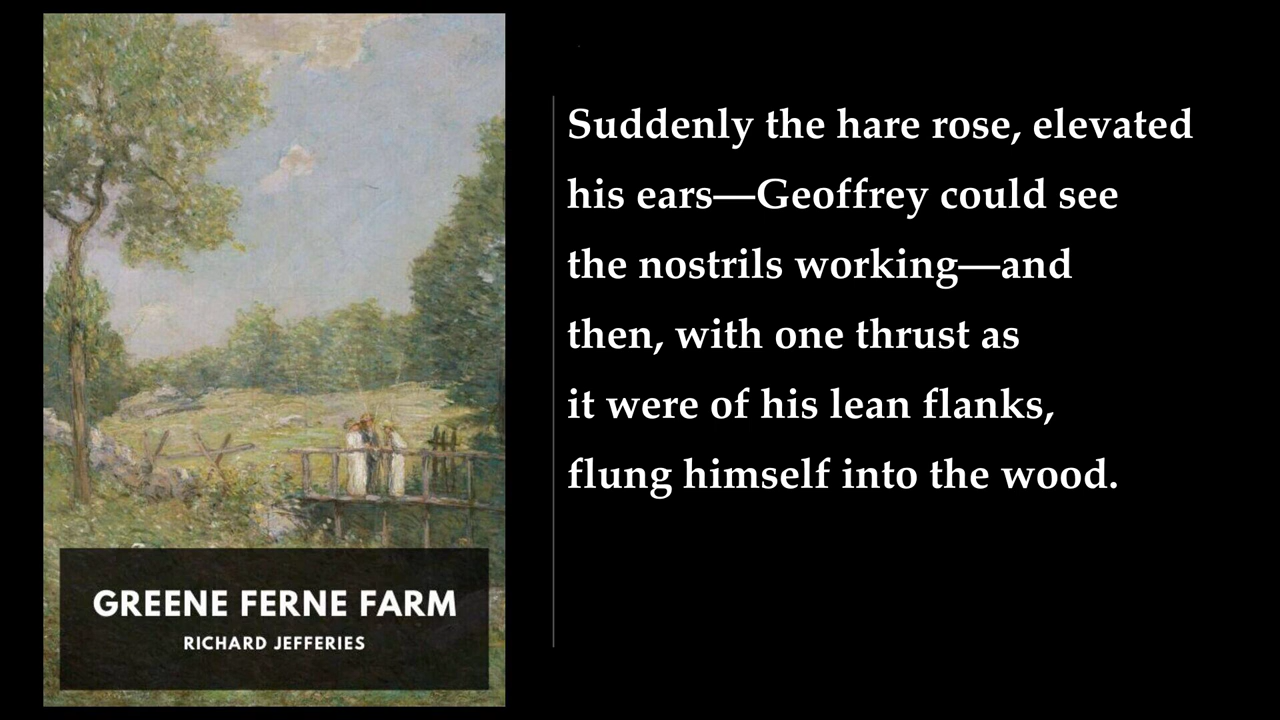 Suddenly the hare rose, elevated
his ears—Geoffrey could see
the nostrils working—and
then, with one thrust as
it were of his lean flanks,
flung himself into the wood.
GREENE FERNE FARM
RICHARD JEFFERIES